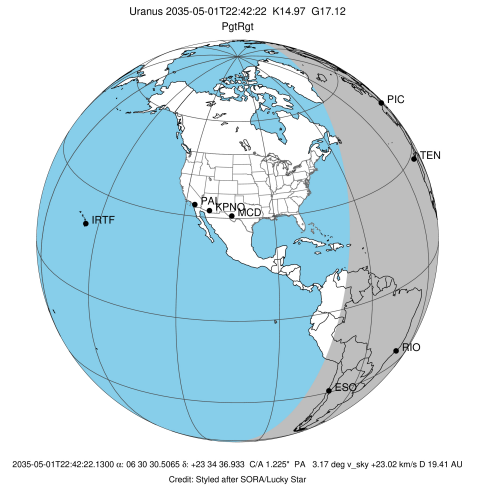 Uranus 2035-05-01T22:42:22 K14.97 G17.12
PgtRgt
PIC
TEN
PAL
KPNO
MCD
IRTF
RIO
ESO
2035-05-01T22:42:22.1300 α: 06 30 30.5065 δ: +23 34 36.933 C/A 1.225" PA 3.17 deg v_sky +23.02 km/s D 19.41 AU
Credit: Styled after SORA/Lucky Star